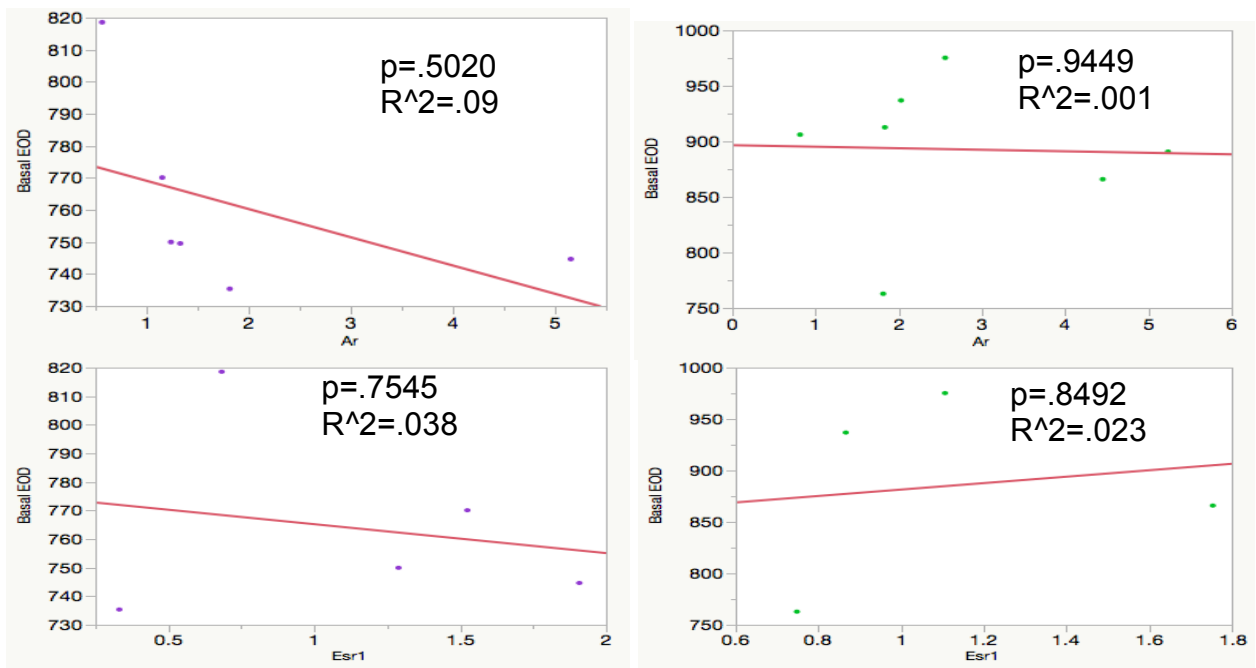 820
810
800
790
780
770
760
750
740
730
Basal EOD
p=.5020
R^2=.09
1 2 3 4 5
Ar
1000
950
900
850
800
750
Basal EOD
p=.9449
R^2=.001
0 1 2 3 4 5 6
Ar
820
810
800
790
780
770
760
750
740
730
Basal EOD
p=.7545
R^2=.038
0.5 1 1.5 2
Esr1
1000
950
900
850
800
750
Basal EOD
p=.8492
R^2=.023
0.6 0.8 1 1.2 1.4 1.6 1.8
Esr1